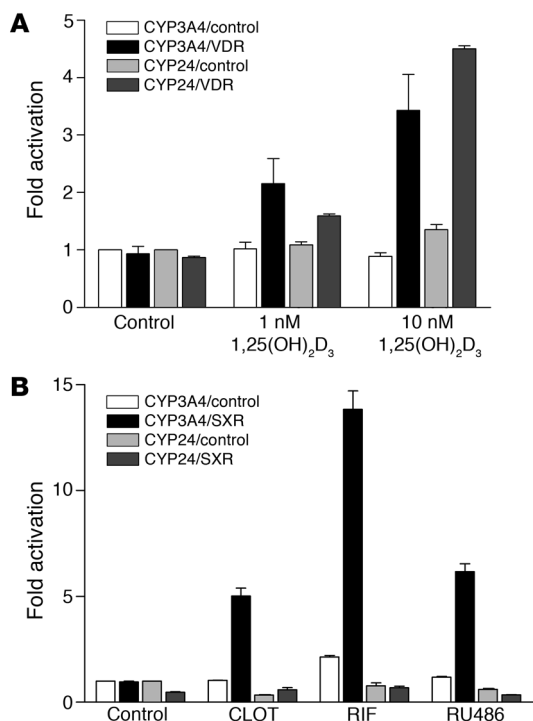 A
CYP3A4/control
CYP3A4/VDR
CYP24/control
CYP24/VDR
Fold activation
5
4
3
2
1
0
Control
1 nM
1,25(OH)₂D₃
10 nM
1,25(OH)₂D₃
B
CYP3A4/control
CYP3A4/SXR
CYP24/control
CYP24/SXR
Fold activation
15
10
5
0
Control
CLOT
RIF
RU486